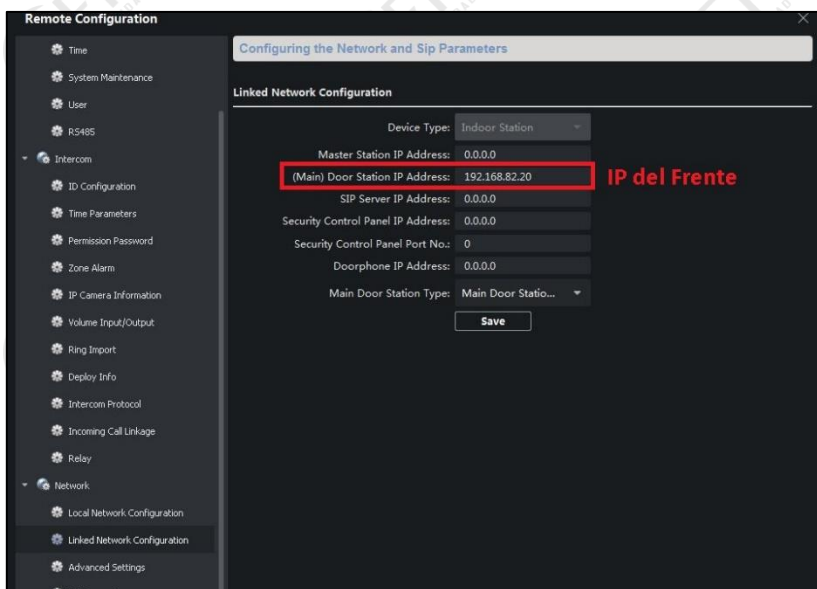 Remote Configuration
Time
System Maintenance
User
RS485
Intercom
ID Configuration
Time Parameters
Permission Password
Zone Alarm
IP Camera Information
Volume Input/Output
Ring Import
Deploy Info
Intercom Protocol
Incoming Call Linkage
Relay
Network
Local Network Configuration
Linked Network Configuration
Advanced Settings
Configuring the Network and Sip Parameters
Linked Network Configuration
Device Type: Indoor Station
Master Station IP Address: 0.0.0.0
(Main) Door Station IP Address: 192.168.82.20 IP del Frente
SIP Server IP Address: 0.0.0.0
Security Control Panel IP Address: 0.0.0.0
Security Control Panel Port No.: 0
Doorphone IP Address: 0.0.0.0
Main Door Station Type: Main Door Statio...
Save